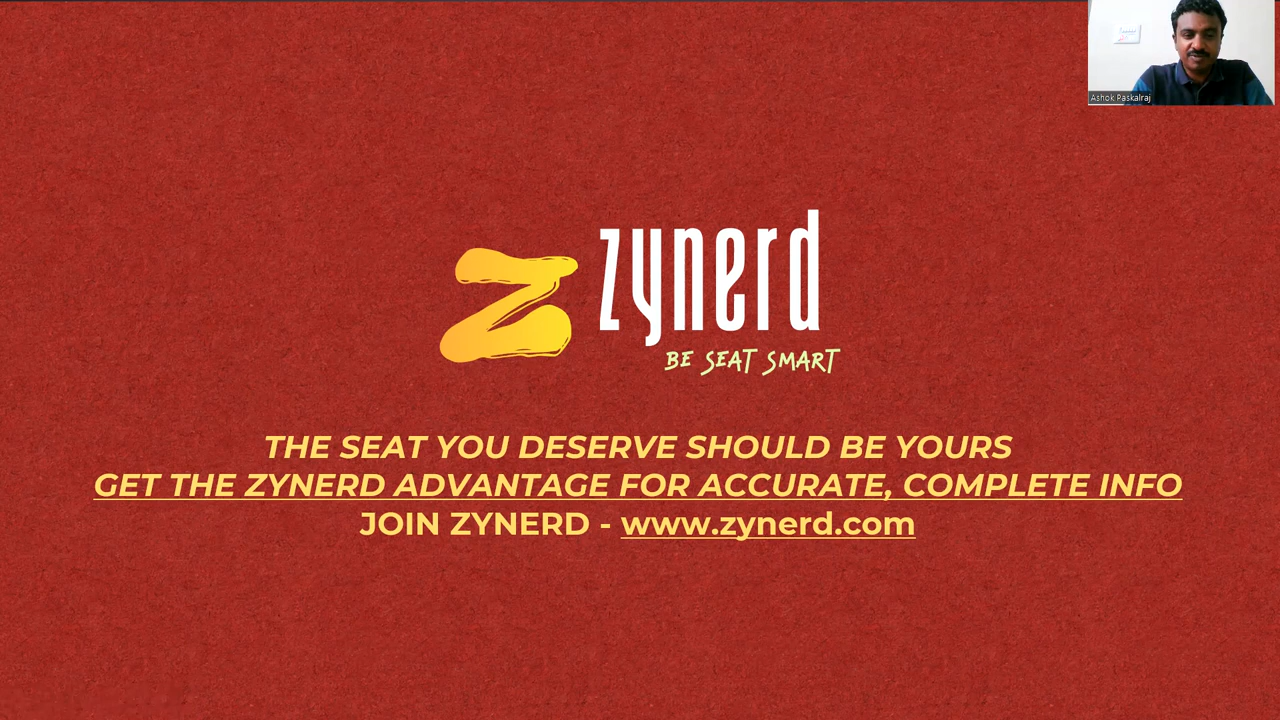 Ashok Paskalraj
zynerd
BE SEAT SMART
THE SEAT YOU DESERVE SHOULD BE YOURS
GET THE ZYNERD ADVANTAGE FOR ACCURATE, COMPLETE INFO
JOIN ZYNERD - www.zynerd.com